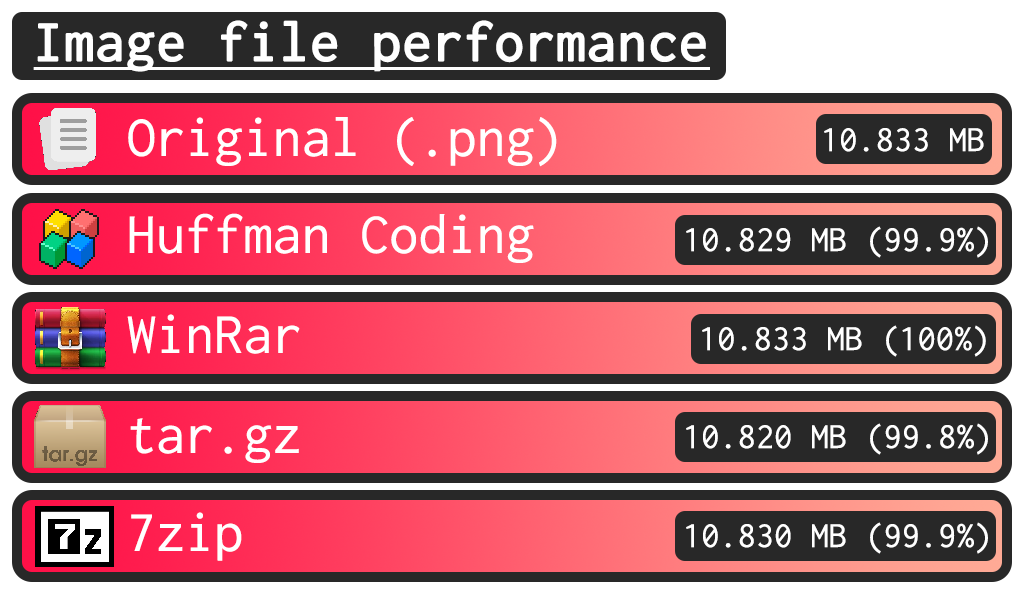 Image file performance
Original (.png) 10.833 MB
Huffman Coding 10.829 MB (99.9%)
WinRar 10.833 MB (100%)
tar.gz tar.gz 10.820 MB (99.8%)
7z 7zip 10.830 MB (99.9%)